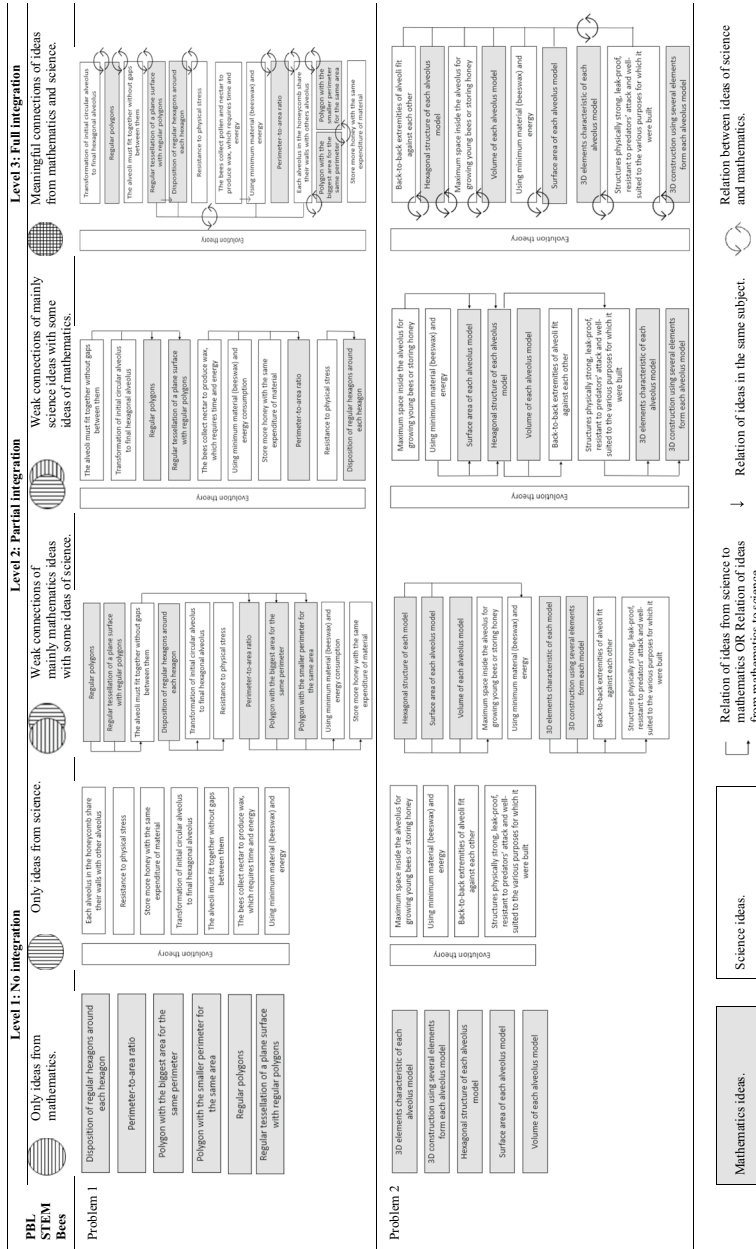 PBL
STEM
Bees
Level 1: No integration
Level 2: Partial integration
Level 3: Full integration
Only ideas from
mathematics.
Only ideas from science.
Weak connections of
mainly mathematics ideas
with some ideas of science.
Weak connections of mainly
science ideas with some
ideas of mathematics.
Meaningful conections of ideas
from mathematics and science.
Problem 1
Disposition of regular hexagons around
each hexagon
Perimeter-to-area ratio
Polygon with the biggest area for the
same perimeter
Polygon with the smaller perimeter for
the same area
Regular polygons
Regular tessellation of a plane surface
with regular polygons
Evolution theory
Each alveolus in the honeycomb share
their walls with other alveolus
Resistance to physical stress
Store more honey with the same
expenditure of material
Transformation of initial circular alveolus
to final hexagonal alveolus
The alveoli must fit together without gaps
between them
The bees collect nectar to produce wax,
which requires time and energy
Using minimum material (beeswax) and
energy
Regular polygons
Regular tessellation of a plane surface
with regular polygons
The alveoli must fit together without gaps
between them
Disposition of regular hexagons around
each hexagon
Transformation of initial circular alveolus
to final hexagonal alveolus
Resistance to physical stress
Perimeter-to-area ratio
Polygon with the biggest area for the
same perimeter
Polygon with the smaller perimeter for
the same area
Using minimum material (beeswax) and
energy consumption
Store more honey with the same
expenditure of material
Evolution theory
The alveoli must fit together without gaps
between them
Transformation of initial circular alveolus
to final hexagonal alveolus
Regular polygons
Regular tessellation of a plane surface
with regular polygons
The bees collect nectar to produce wax,
which requires time and energy
Using minimum material (beeswax) and
energy consumption
Store more honey with the same
expenditure of material
Perimeter-to-area ratio
Resistance to physical stress
Disposition of regular hexagons around
each hexagon
Evolution theory
Transformation of initial circular alveolus
to final hexagonal alveolus
Regular polygons
The alveoli must fit together without gaps
between them
Regular tessellation of a plane surface
with regular polygons
Disposition of regular hexagons around
each hexagon
Resistance to physical stress
The bees collect pollen and nectar to
produce wax, which requires time and
energy
Using minimum material (beeswax) and
energy
Perimeter-to-area ratio
Each alveolus in the honeycomb share
their walls with others alveolus
Polygon with the
biggest area for the
same perimeter
Polygon with the
smaller perimeter
for the same area
Store more honey with the same
expenditure of material
Problem 2
3D elements characteristic of each
alveolus model
3D construction using several elements
form each alveolus model
Hexagonal structure of each alveolus
model
Surface area of each alveolus model
Volume of each alveolus model
Evolution theory
Maximum space inside the alveolus for
growing young bees or storing honey
Using minimum material (beeswax) and
energy
Back-to-back extremities of alveoli fit
against each other
Structures physically strong, leak-proof,
resistant to predators' attack and well-
suited to the various purposes for which it
were built
Hexagonal structure of each model
Surface area of each alveolus model
Volume of each alveolus model
Maximum space inside the alveolus for
growing young bees or storing honey
Using minimum material (beeswax) and
energy
3D elements characteristic of each model
3D construction using several elements
form each model
Back-to-back extremities of alveoli fit
against each other
Structures physically strong, leak-proof,
resistant to predators' attack and well-
suited to the various purposes for which it
were built
Evolution theory
Maximum space inside the alveolus for
growing young bees or storing honey
Using minimum material (beeswax) and
energy
Surface area of each alveolus model
Hexagonal structure of each alveolus
model
Volume of each alveolus model
Back-to-back extremities of alveoli fit
against each other
Structures physically strong, leak-proof,
resistant to predators' attack and well-
suited to the various purposes for which it
were built
3D elements characteristic of each
alveolus model
3D construction using several elements
form each alveolus model
Evolution theory
Back-to-back extremities of alveoli fit
against each other
Hexagonal structure of each alveolus
model
Maximum space inside the alveolus for
growing young bees or storing honey
Volume of each alveolus model
Using minimum material (beeswax) and
energy
Surface area of each alveolus model
3D elements characteristic of each
alveolus model
Structures physically strong, leak-proof,
resistant to predators' attack and well-
suited to the various purposes for which it
were built
3D construction using several elements
form each alveolus model
Mathematics ideas.
Science ideas.
Relation of ideas from science to
mathematics OR Relation of ideas
from mathematics to science.
Relation of ideas in the same subject.
Relation between ideas of science
and mathematics.